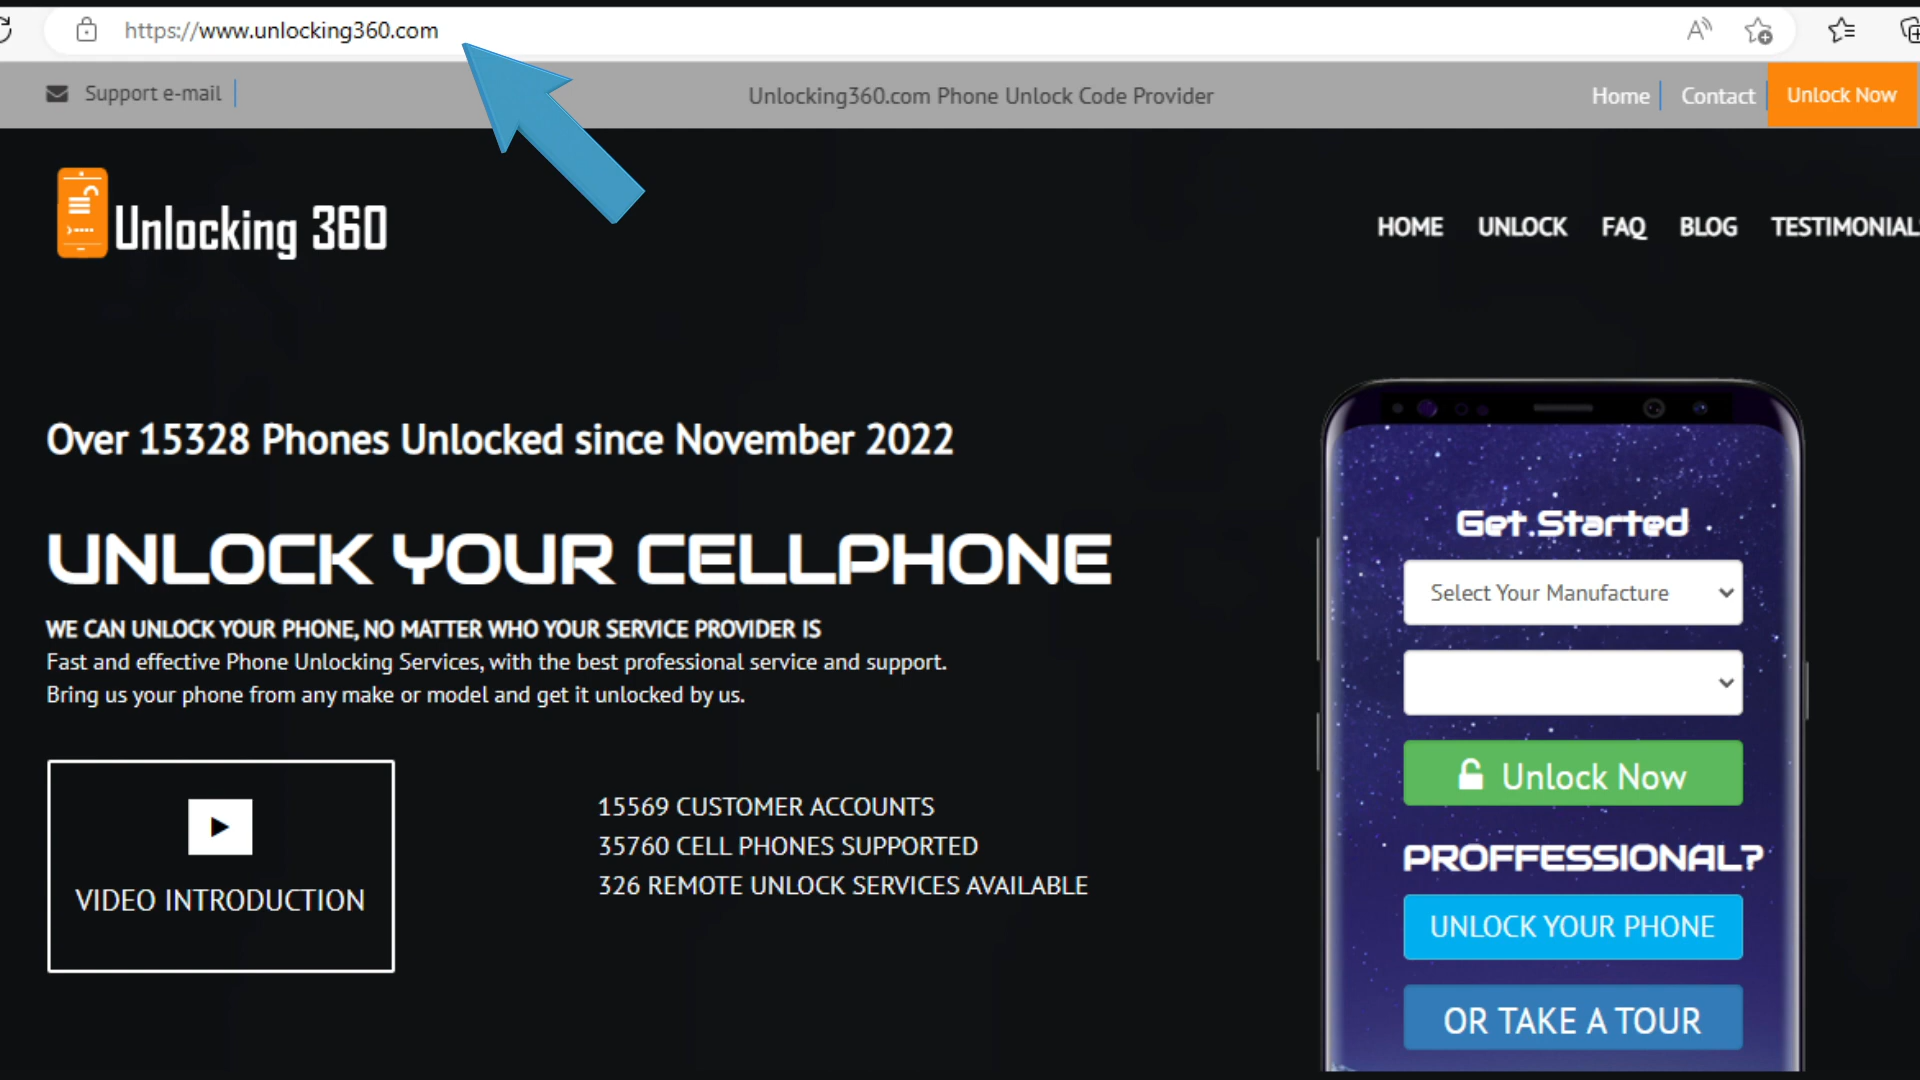 https://www.unlocking360.com
Support e-mail
Unlocking360.com Phone Unlock Code Provider
Home
Contact
Unlock Now
Unlocking 360
HOME UNLOCK FAQ BLOG TESTIMONIALS
Over 15328 Phones Unlocked since November 2022
UNLOCK YOUR CELLPHONE
WE CAN UNLOCK YOUR PHONE, NO MATTER WHO YOUR SERVICE PROVIDER IS
Fast and effective Phone Unlocking Services, with the best professional service and support.
Bring us your phone from any make or model and get it unlocked by us.
VIDEO INTRODUCTION
15569 CUSTOMER ACCOUNTS
35760 CELL PHONES SUPPORTED
326 REMOTE UNLOCK SERVICES AVAILABLE
Get Started
Select Your Manufacture
Unlock Now
PROFFESSIONAL?
UNLOCK YOUR PHONE
OR TAKE A TOUR